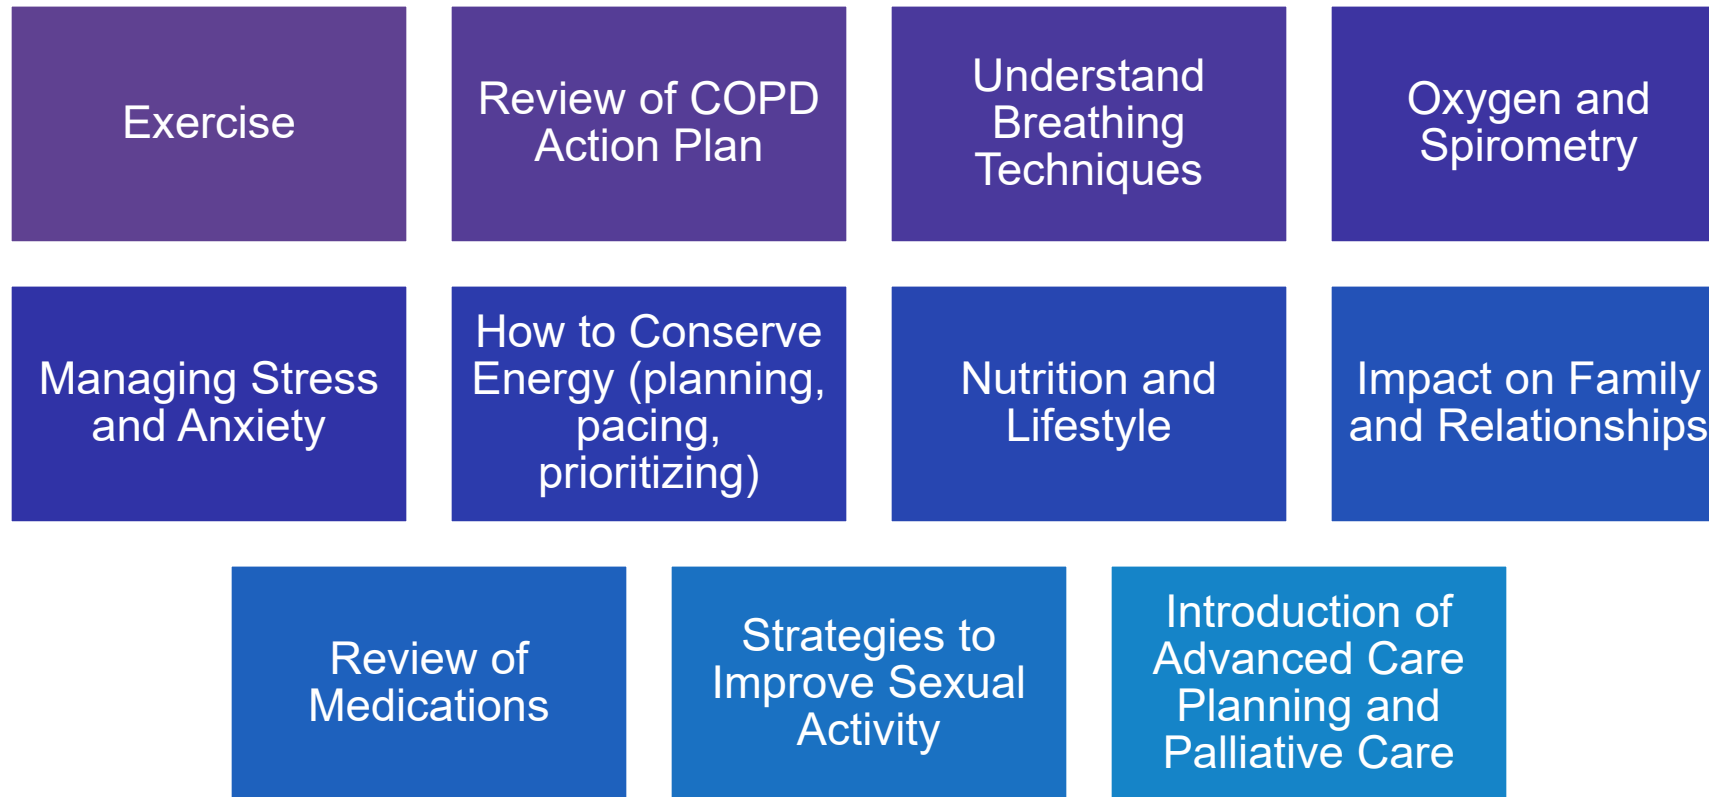 Exercise
Review of COPD
Action Plan
Understand
Breathing
Techniques
Oxygen and
Spirometry
Managing Stress
and Anxiety
How to Conserve
Energy (planning,
pacing,
prioritizing)
Nutrition and
Lifestyle
Impact on Family
and Relationships
Review of
Medications
Strategies to
Improve Sexual
Activity
Introduction of
Advanced Care
Planning and
Palliative Care